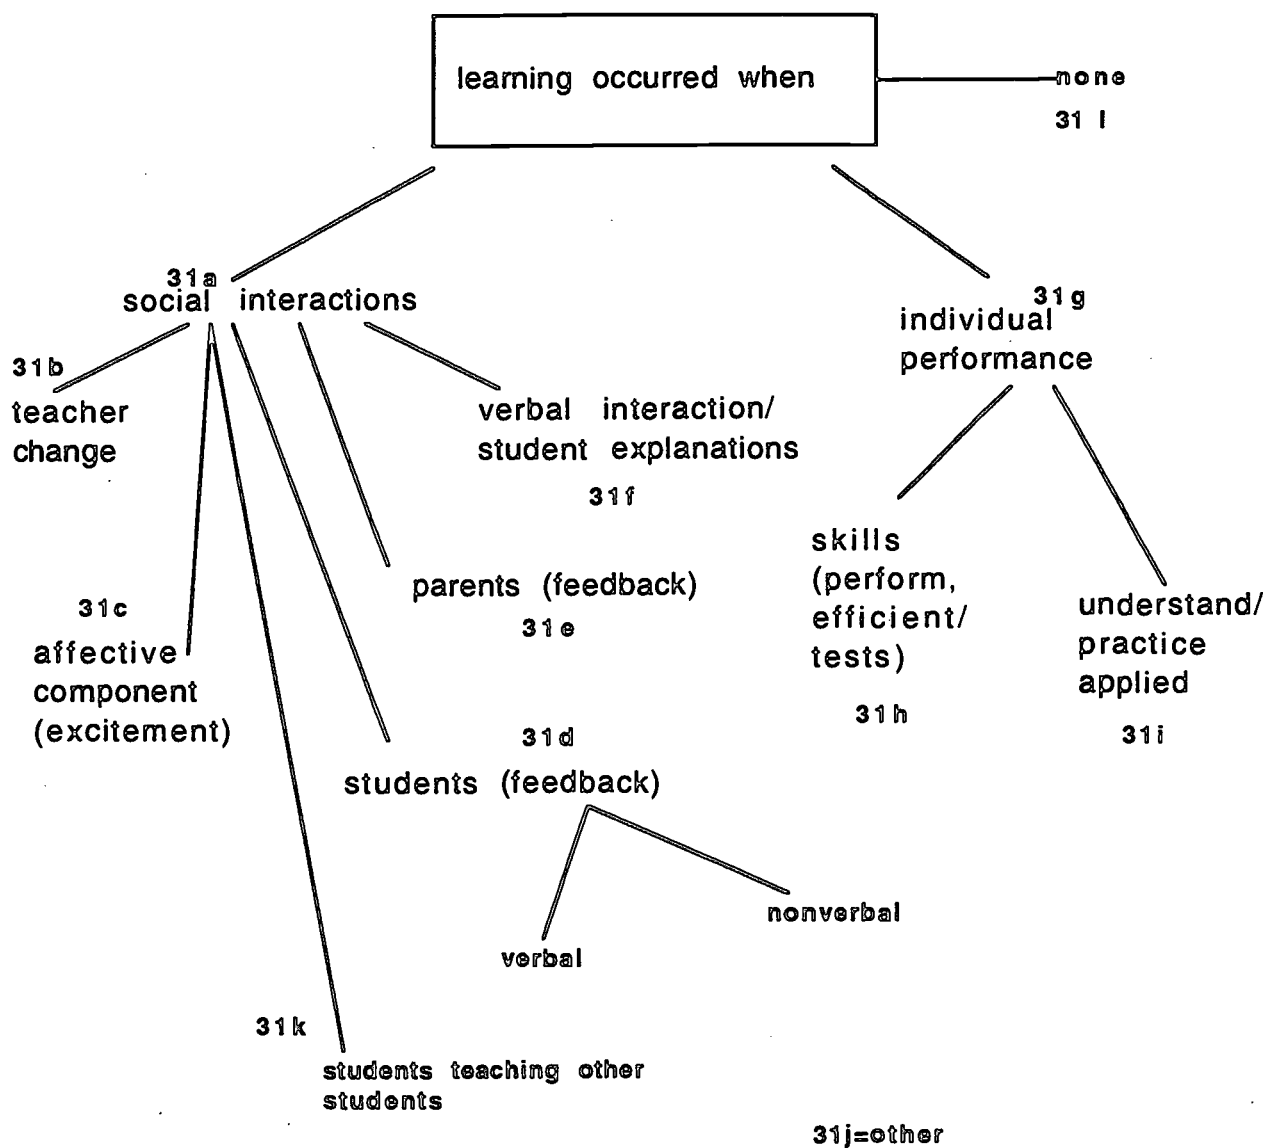 learning occurred when
none
31 l
31a
social interactions
31g
individual
performance
31b
teacher
change
verbal interaction/
student explanations
31f
skills
(perform,
efficient/
tests)
31h
understand/
practice
applied
31i
parents (feedback)
31e
31c
affective
component
(excitement)
31d
students (feedback)
nonverbal
verbal
31k
students teaching other
students
31j=other